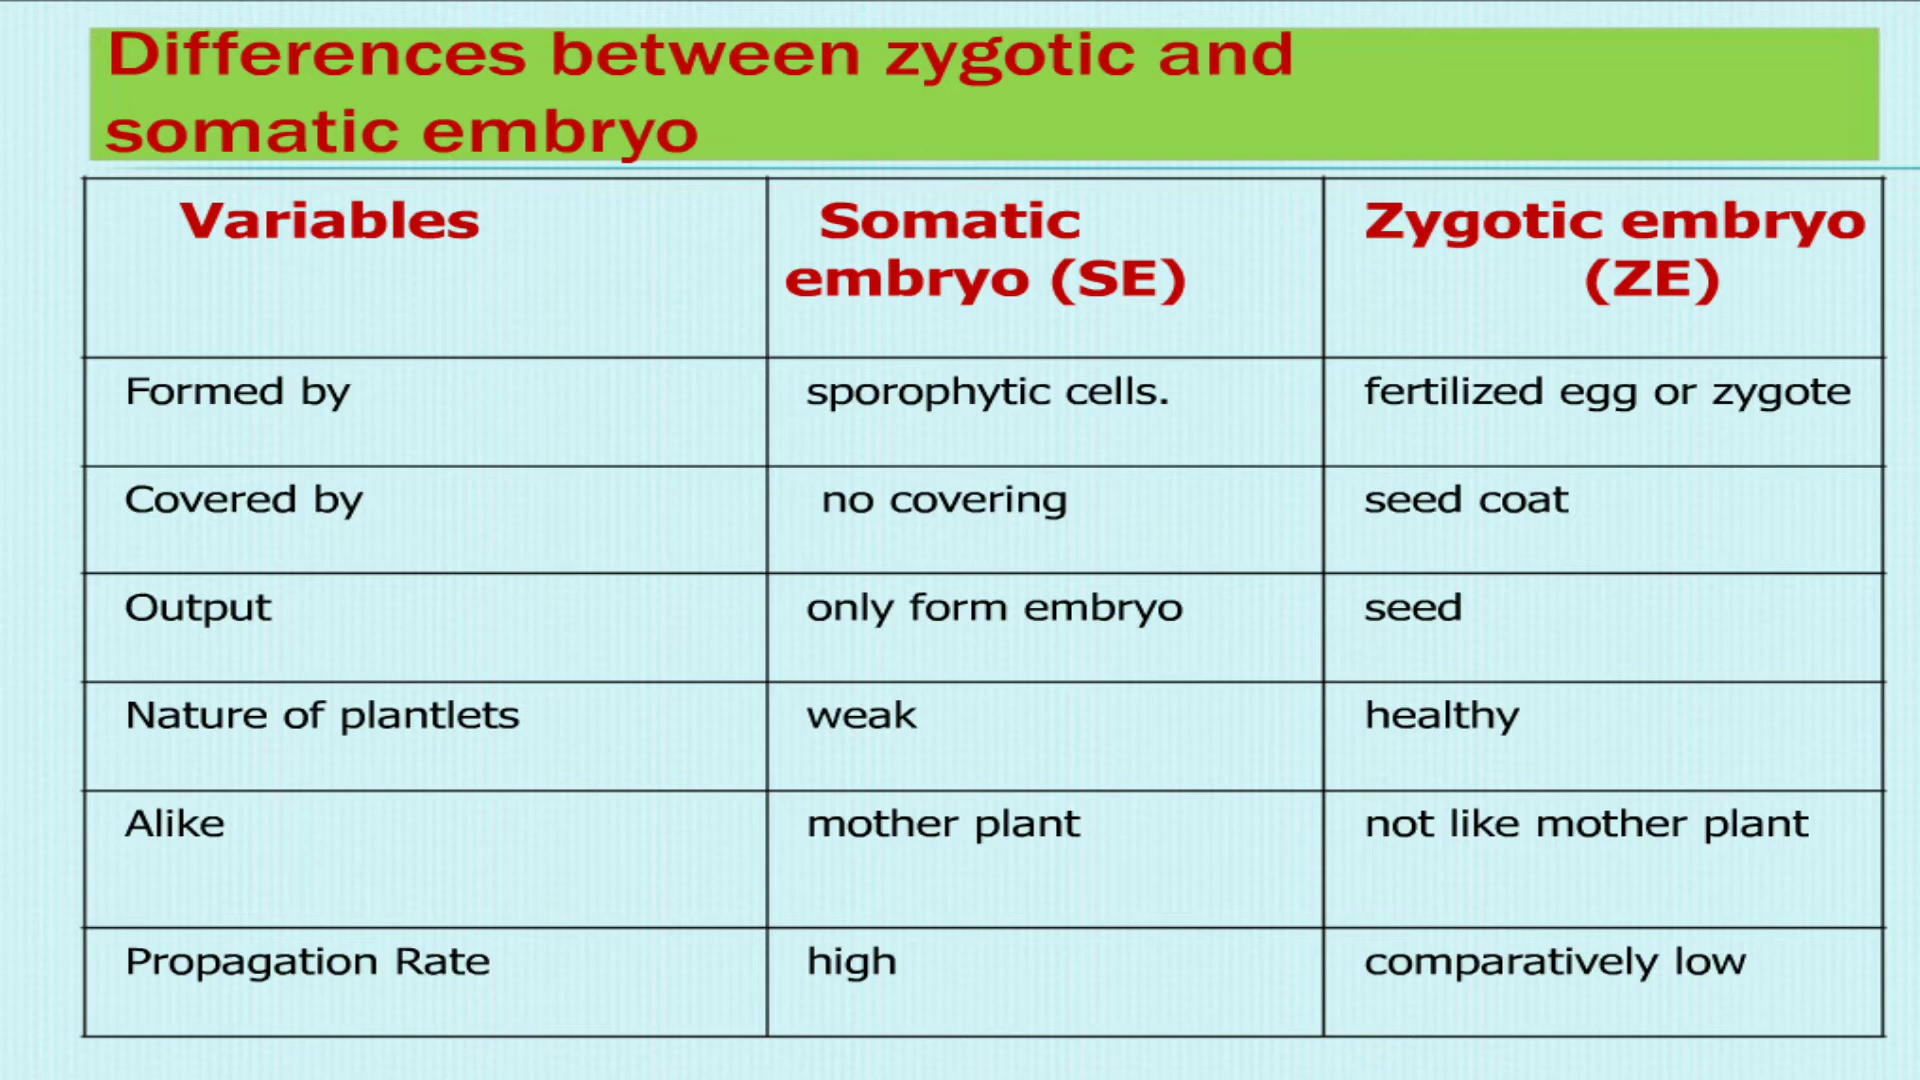 Differences between zygotic and
somatic embryo
Variables
Somatic
embryo (SE)
Zygotic embryo
(ZE)
Formed by
sporophytic cells.
fertilized egg or zygote
Covered by
no covering
seed coat
Output
only form embryo
seed
Nature of plantlets
weak
healthy
Alike
mother plant
not like mother plant
Propagation Rate
high
comparatively low